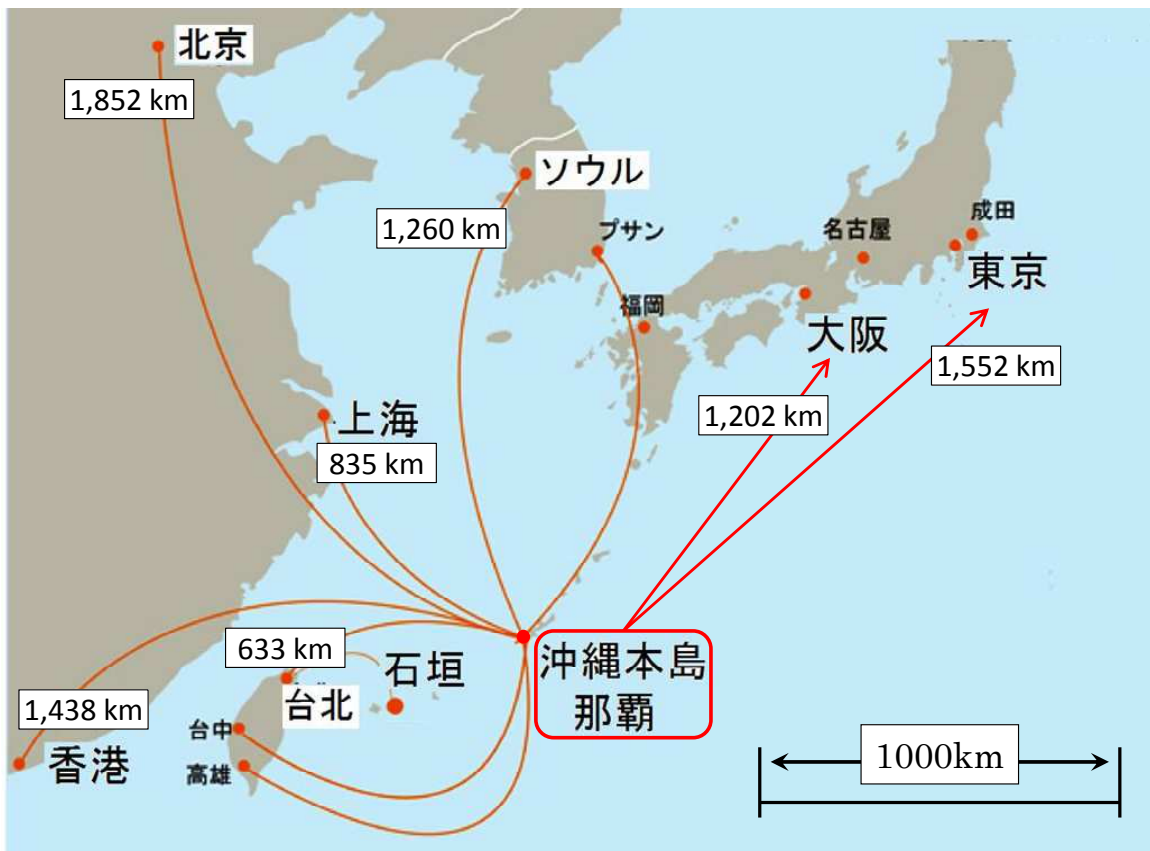 北京
1,852 km
ソウル
1,260 km
プサン
成田
名古屋
東京
福岡
大阪
1,552 km
1,202 km
上海
835 km
沖縄本島
那覇
633 km
石垣
台北
1,438 km
台中
香港
高雄
1000km